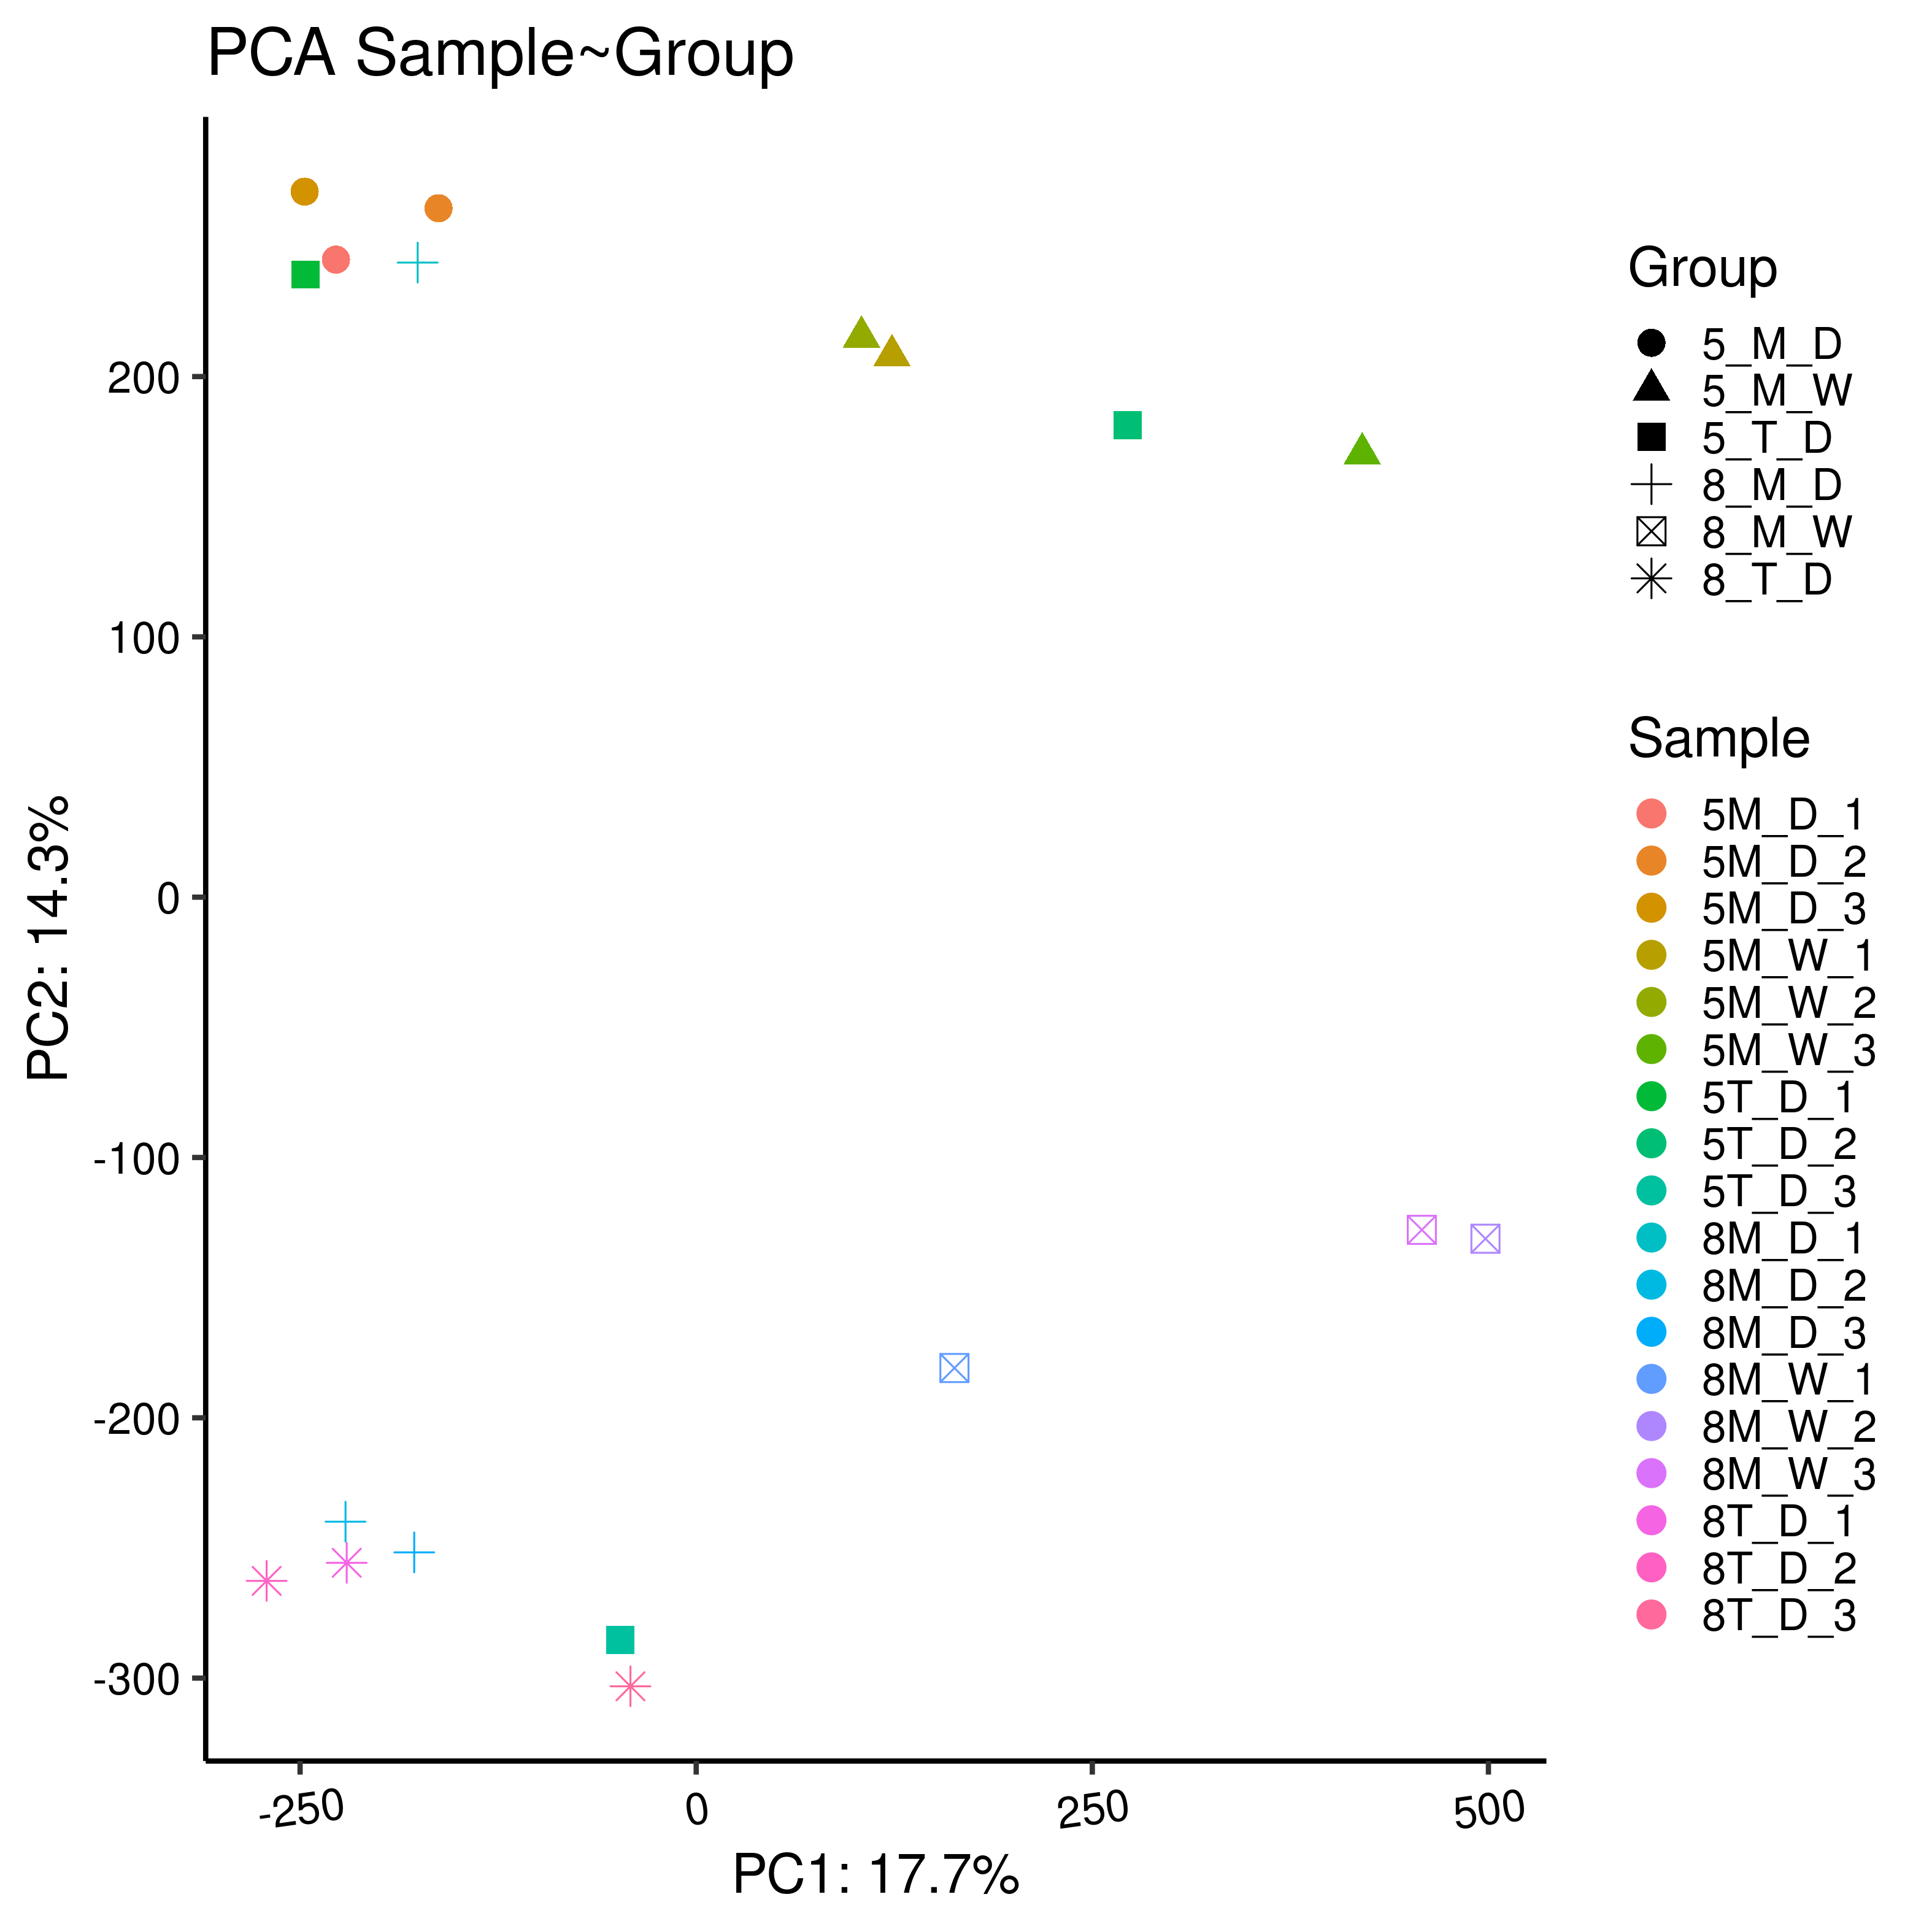 PCA Sample~Group
PC2: 14.3%
200
100
0
-100
-200
-300
-250
0
250
500
PC1: 17.7%
Group
5_M_D
5_M_W
5_T_D
8_M_D
8_M_W
8_T_D
Sample
5M_D_1
5M_D_2
5M_D_3
5M_W_1
5M_W_2
5M_W_3
5T_D_1
5T_D_2
5T_D_3
8M_D_1
8M_D_2
8M_D_3
8M_W_1
8M_W_2
8M_W_3
8T_D_1
8T_D_2
8T_D_3